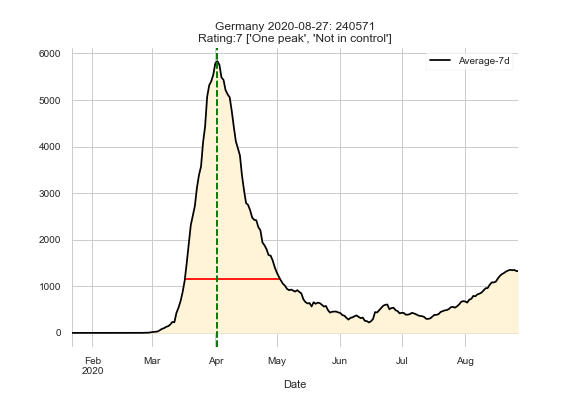 Germany 2020-08-27: 240571
Rating:7 ['One peak', 'Not in control']
Average-7d
6000
5000
4000
3000
2000
1000
0
Feb
2020
Mar
Apr
May
Jun
Jul
Aug
Date